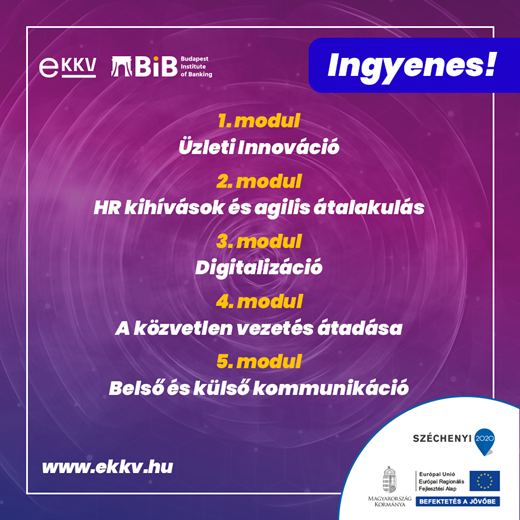 eKKV
BiB
Budapest
Institute
of Banking
Ingyenes!
1. modul
Üzleti Innováció
2. modul
HR kihívások és agilis átalakulás
3. modul
Digitalizáció
4. modul
A közvetlen vezetés átadása
5. modul
Belső és külső kommunikáció
www.ekkv.hu
SZÉCHENYI 2020
Magyarország
Kormánya
Európai Unió
Európai Regionális
Fejlesztési Alap
BEFEKTETÉS A JÖVŐBE